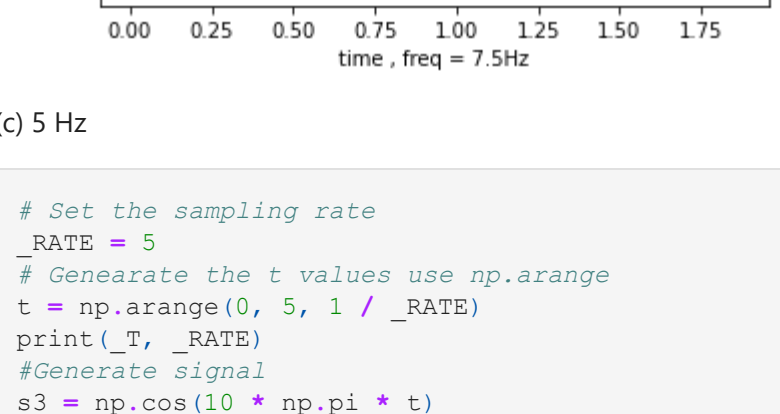 0.00 0.25 0.50 0.75 1.00 1.25 1.50 1.75
time , freq = 7.5Hz
(c) 5 Hz
# Set the sampling rate
_RATE = 5
# Genearate the t values use np.arange
t = np.arange(0, 5, 1 / _RATE)
print(_T, _RATE)
#Generate signal
s3 = np.cos(10 * np.pi * t)